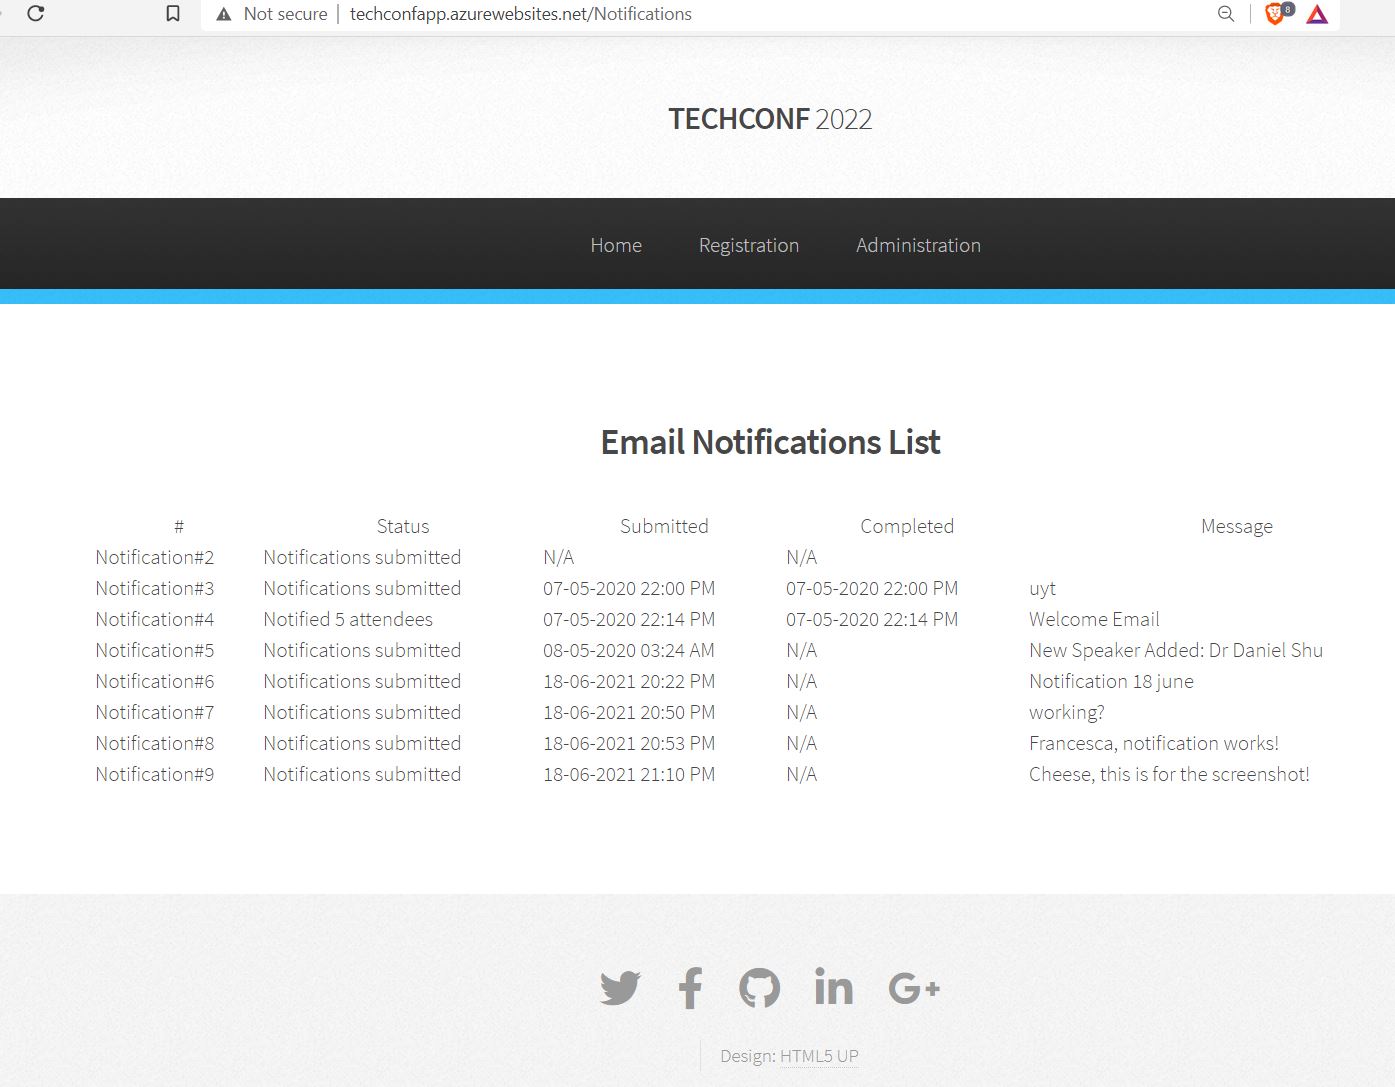 Not secure | techconfapp.azurewebsites.net/Notifications 8
TECHCONF 2022
Home Registration Administration
Email Notifications List
# Status Submitted Completed Message
Notification#2 Notifications submitted N/A N/A
Notification#3 Notifications submitted 07-05-2020 22:00 PM 07-05-2020 22:00 PM uyt
Notification#4 Notified 5 attendees 07-05-2020 22:14 PM 07-05-2020 22:14 PM Welcome Email
Notification#5 Notifications submitted 08-05-2020 03:24 AM N/A New Speaker Added: Dr Daniel Shu
Notification#6 Notifications submitted 18-06-2021 20:22 PM N/A Notification 18 june
Notification#7 Notifications submitted 18-06-2021 20:50 PM N/A working?
Notification#8 Notifications submitted 18-06-2021 20:53 PM N/A Francesca, notification works!
Notification#9 Notifications submitted 18-06-2021 21:10 PM N/A Cheese, this is for the screenshot!
Design: HTML5 UP